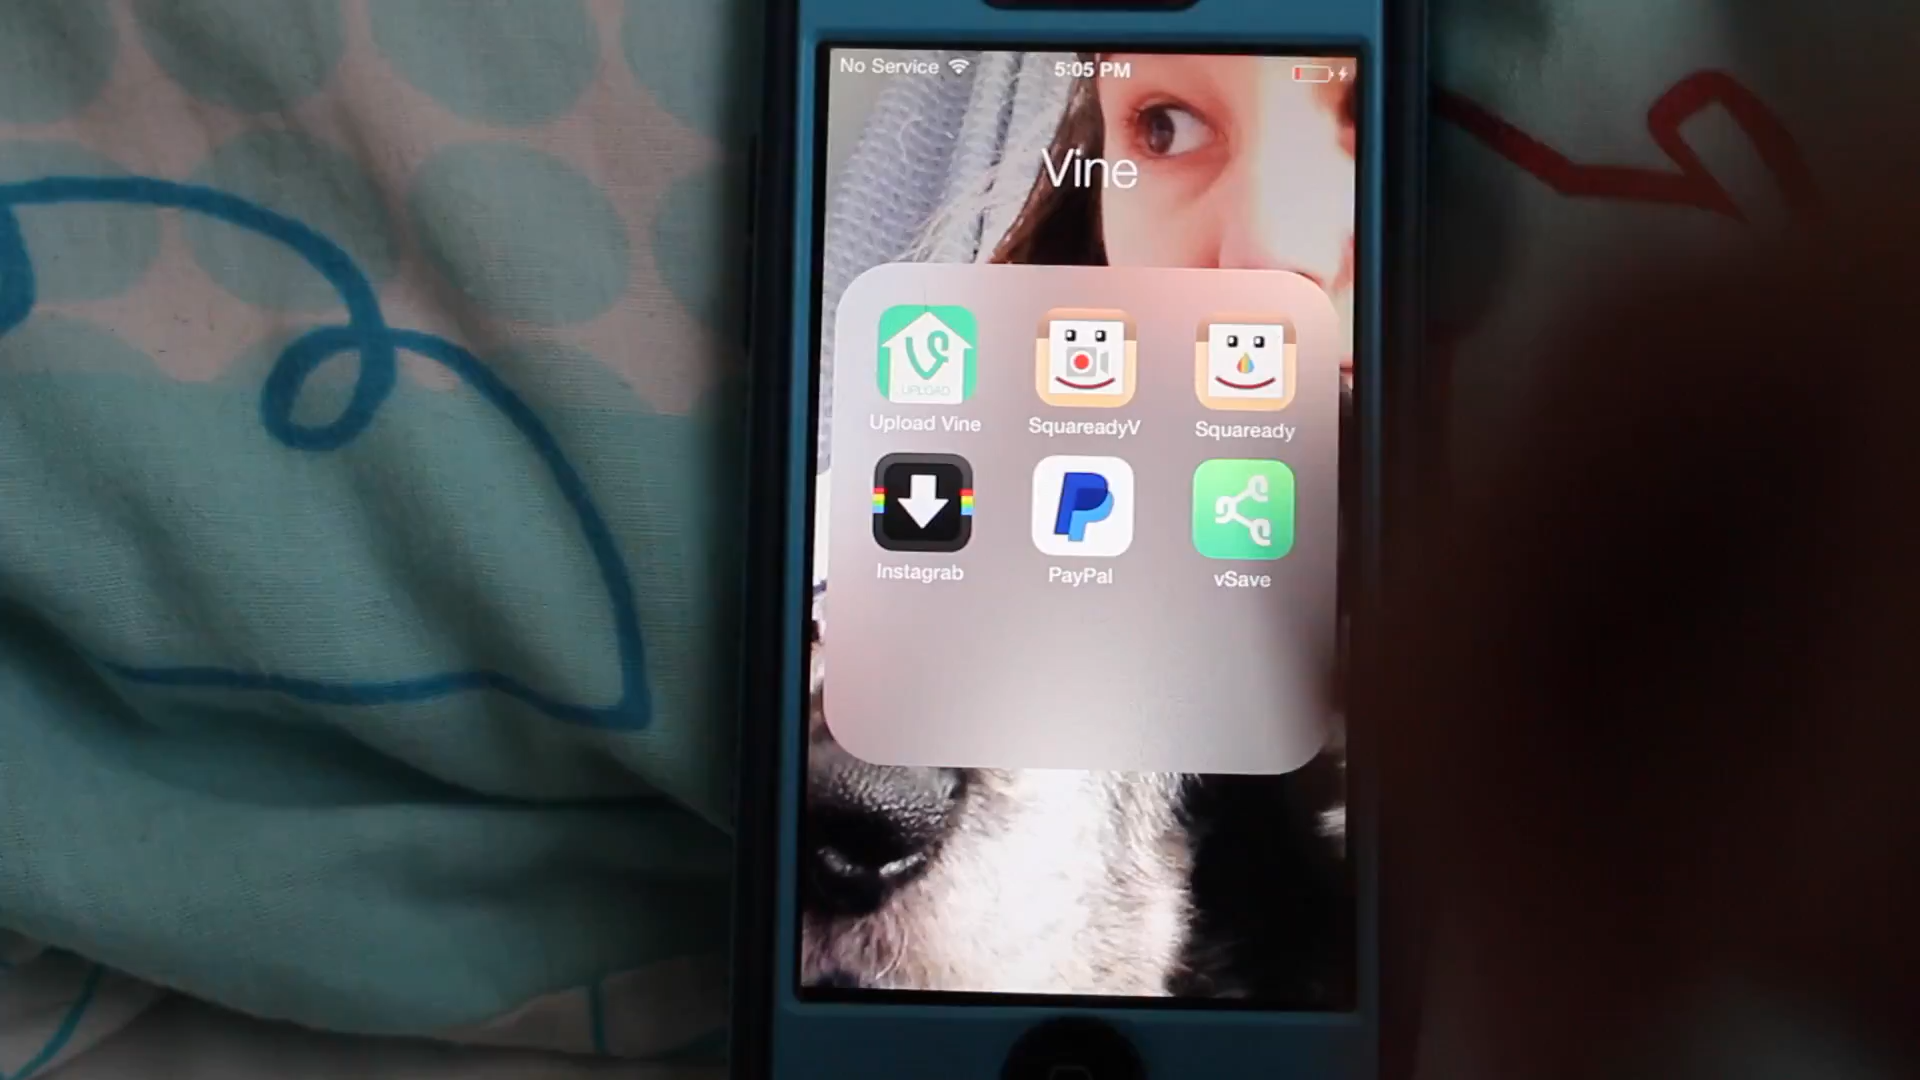 No Service 5:05 PM
Vine
UPLOAD
Upload Vine SquareadyV Squaready
Instagrab PayPal vSave